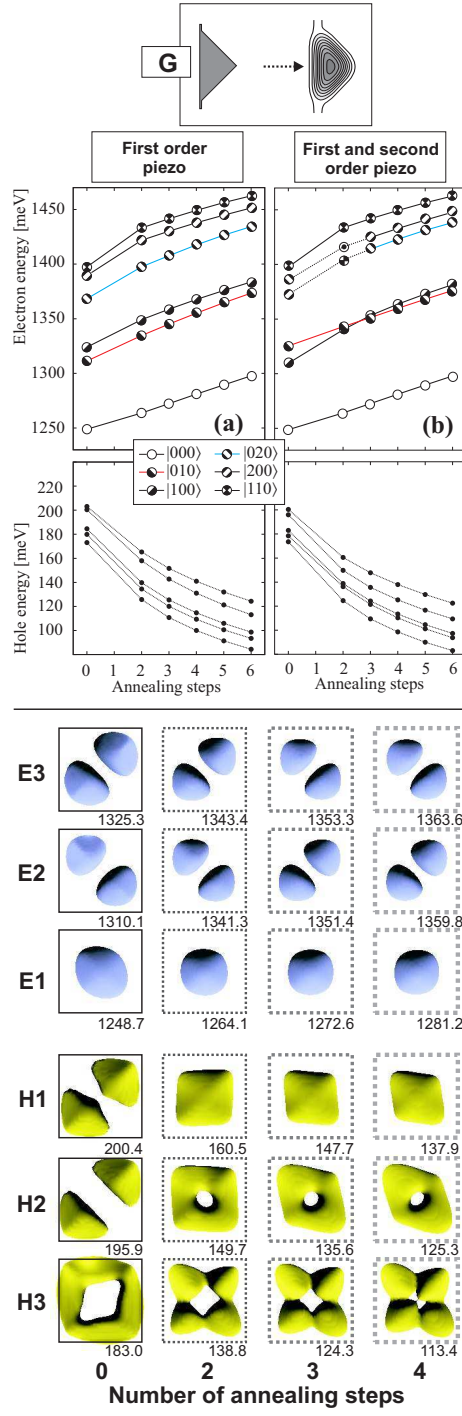 G
First order
piezo
First and second
order piezo
Electron energy [meV]
1450
1400
1350
1300
1250
(a)
(b)
|000⟩
|010⟩
|100⟩
|020⟩
|200⟩
|110⟩
Hole energy [meV]
220
200
180
160
140
120
100
0 1 2 3 4 5 6
0 1 2 3 4 5 6
Annealing steps
Annealing steps
E3
1325.3 1343.4 1353.3 1363.6
E2
1310.1 1341.3 1351.4 1359.8
E1
1248.7 1264.1 1272.6 1281.2
H1
200.4 160.5 147.7 137.9
H2
195.9 149.7 135.6 125.3
H3
183.0 138.8 124.3 113.4
0 2 3 4
Number of annealing steps